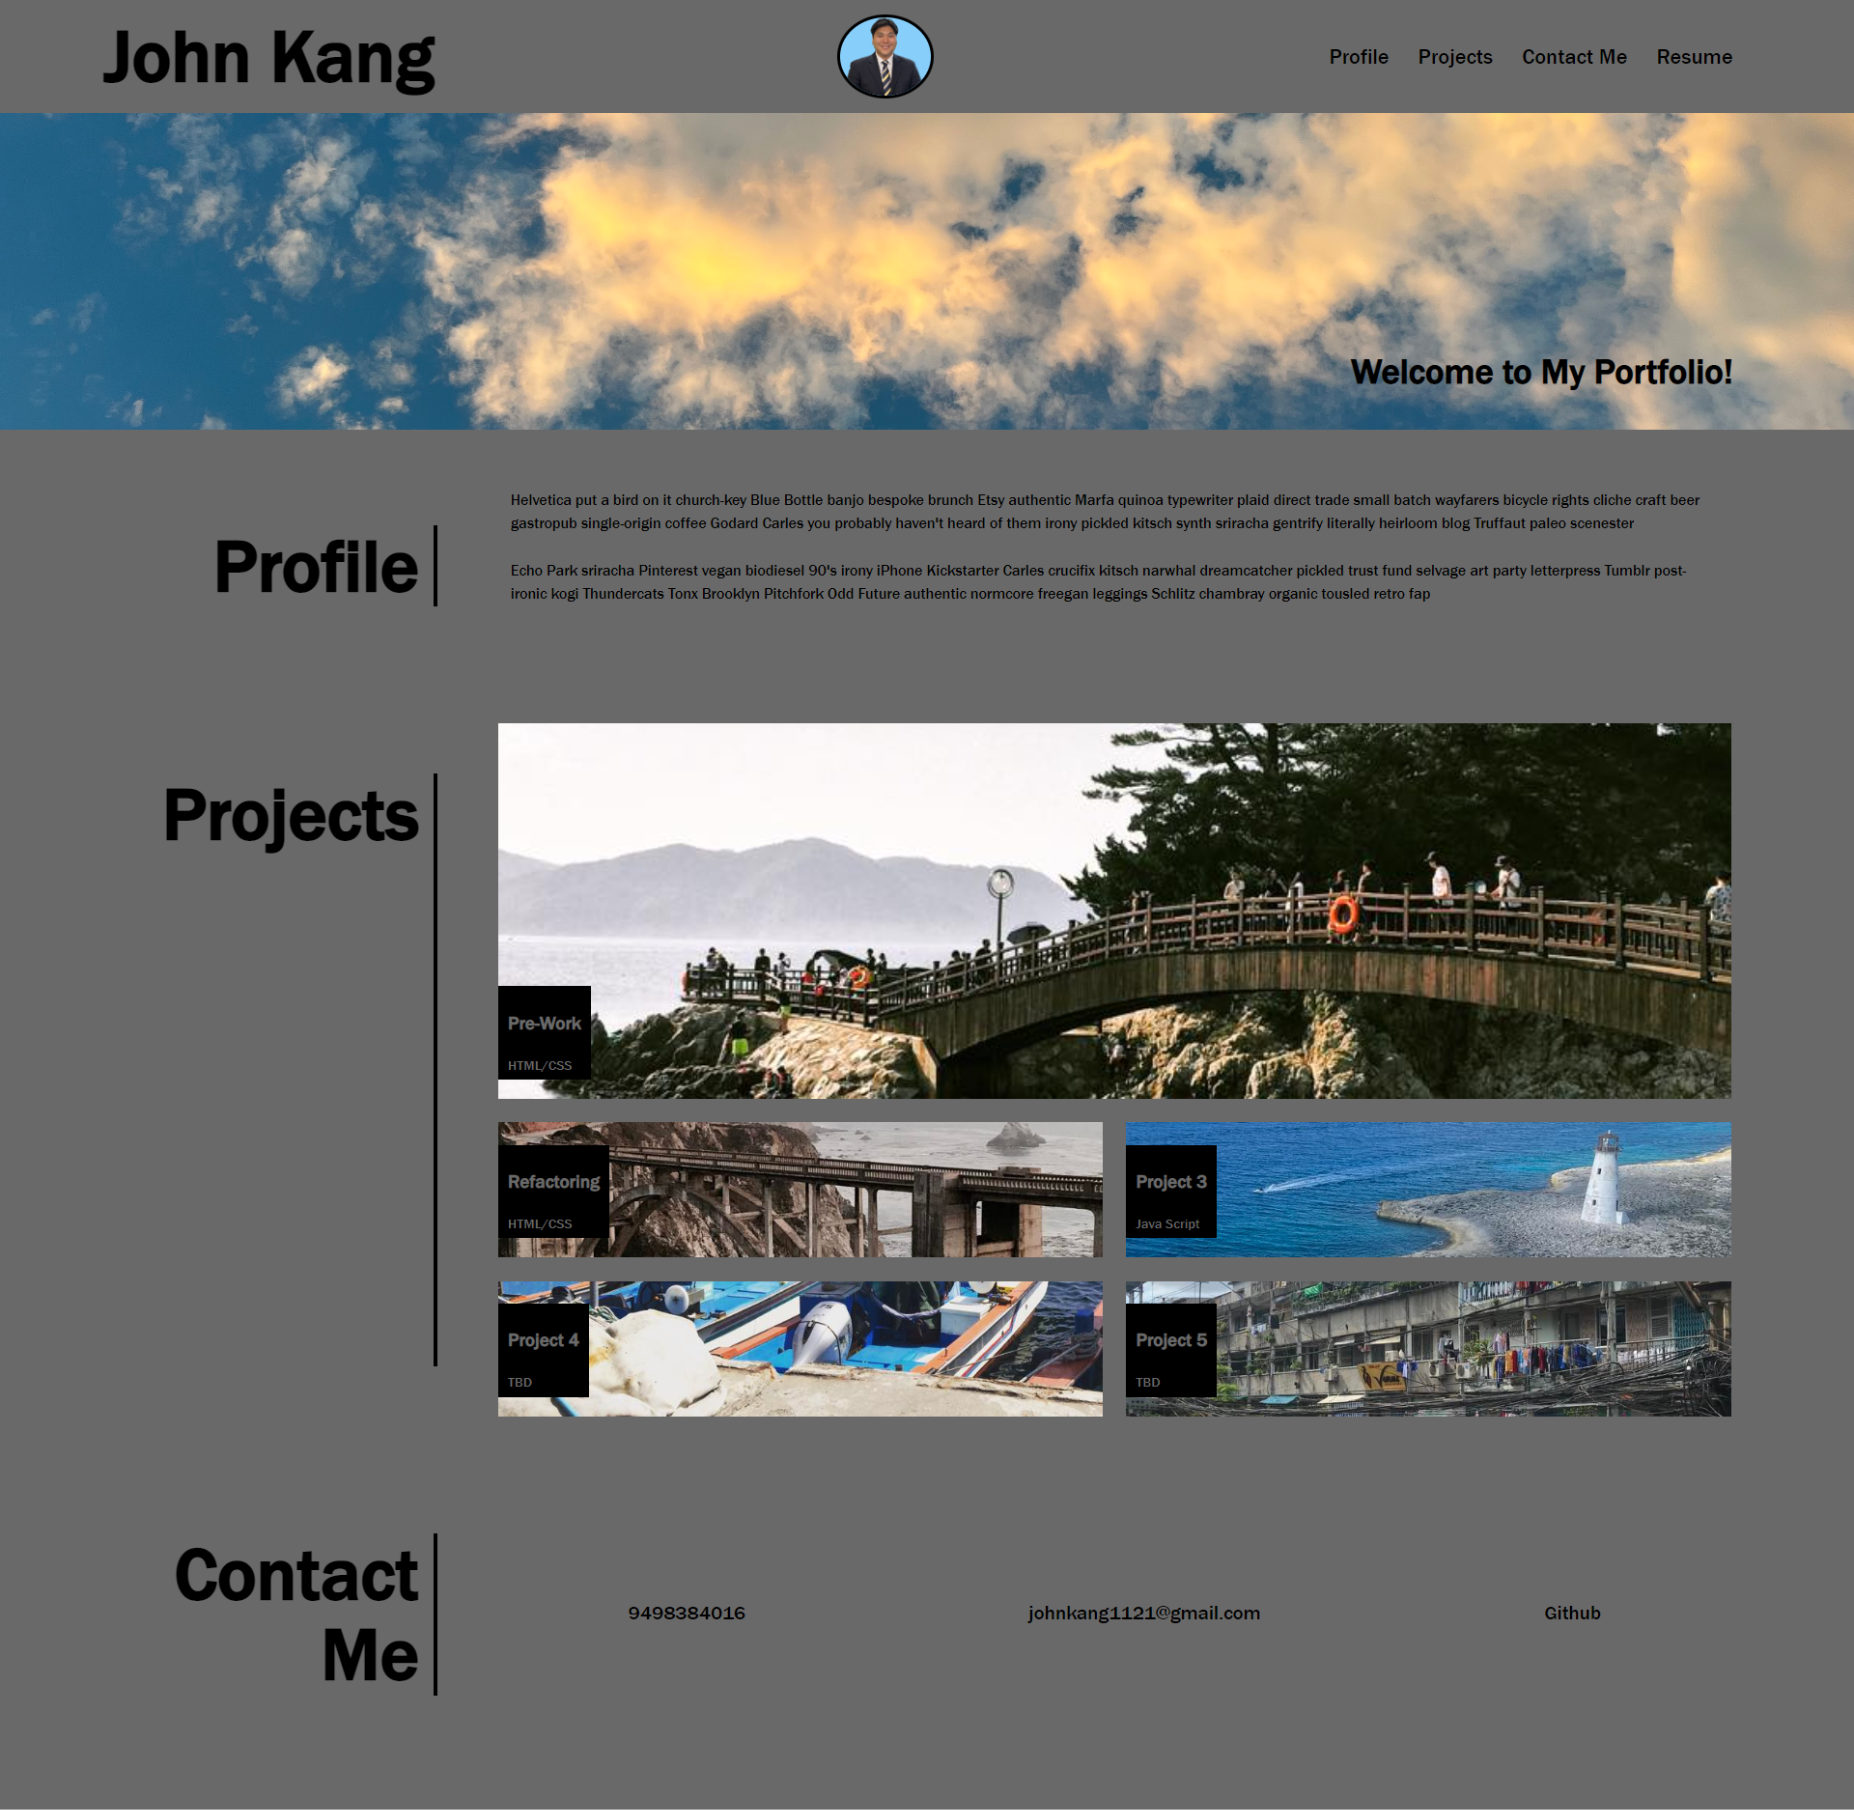 John Kang
Profile Projects Contact Me Resume
Welcome to My Portfolio!
Profile
Helvetica put a bird on it church-key Blue Bottle banjo bespoke brunch Etsy authentic Marfa quinoa typewriter plaid direct trade small batch wayfarers bicycle rights cliche craft beer
gastropub single-origin coffee Godard Carles you probably haven't heard of them irony pickled kitsch synth sriracha gentrify literally heirloom blog Truffaut paleo scenester
Echo Park sriracha Pinterest vegan biodiesel 90's irony iPhone Kickstarter Carles crucifix kitsch narwhal dreamcatcher pickled trust fund selvage art party letterpress Tumblr post-
ironic kogi Thundercats Tonx Brooklyn Pitchfork Odd Future authentic normcore freegan leggings Schlitz chambray organic tousled retro fap
Projects
Pre-Work
HTML/CSS
Refactoring
HTML/CSS
Project 3
Java Script
Project 4
TBD
Project 5
TBD
Contact
Me
9498384016
johnkang1121@gmail.com
Github